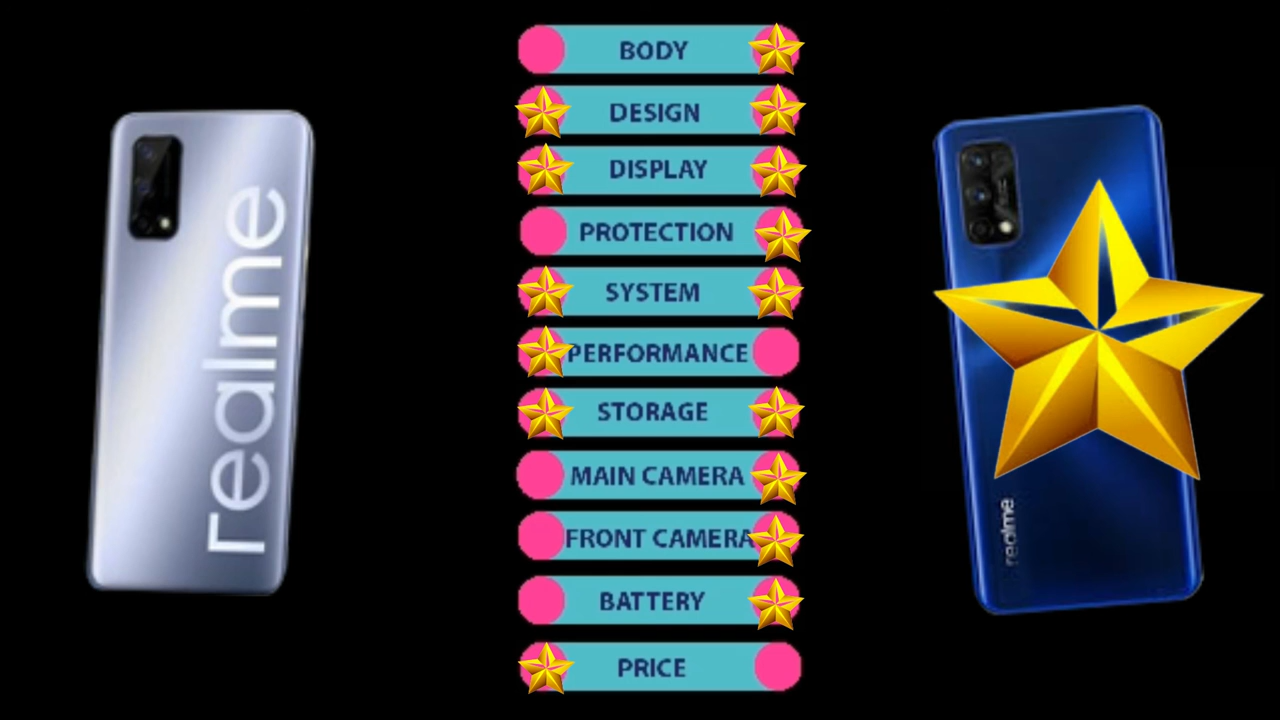 realme
BODY
DESIGN
DISPLAY
PROTECTION
SYSTEM
PERFORMANCE
STORAGE
MAIN CAMERA
FRONT CAMERA
BATTERY
PRICE
realme